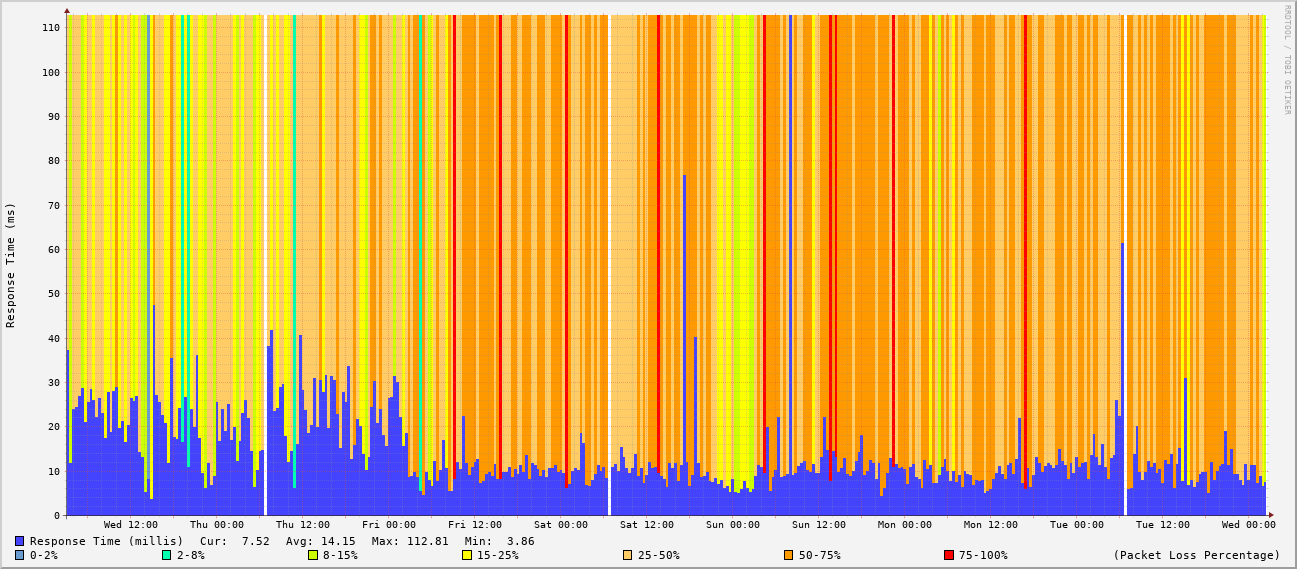 RRDTOOL / TOBI OETIKER
Response Time (ms)
110
100
90
80
70
60
50
40
30
20
10
0
Wed 12:00 Thu 00:00 Thu 12:00 Fri 00:00 Fri 12:00 Sat 00:00 Sat 12:00 Sun 00:00 Sun 12:00 Mon 00:00 Mon 12:00 Tue 00:00 Tue 12:00 Wed 00:00
Response Time (millis) Cur: 7.52 Avg: 14.15 Max: 112.81 Min: 3.86
0-2% 2-8% 8-15% 15-25% 25-50% 50-75% 75-100% (Packet Loss Percentage)